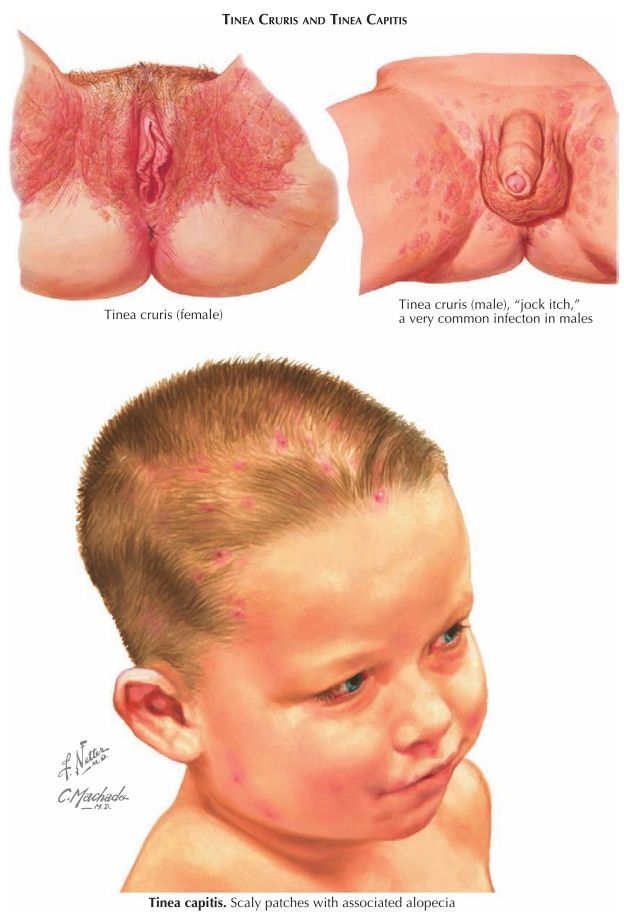 TINEA CRURIS AND TINEA CAPITIS
Tinea cruris (female)
Tinea cruris (male), “jock itch,”
a very common infecton in males
F. Netter
M.D.
C. Machado
M.D.
Tinea capitis. Scaly patches with associated alopecia